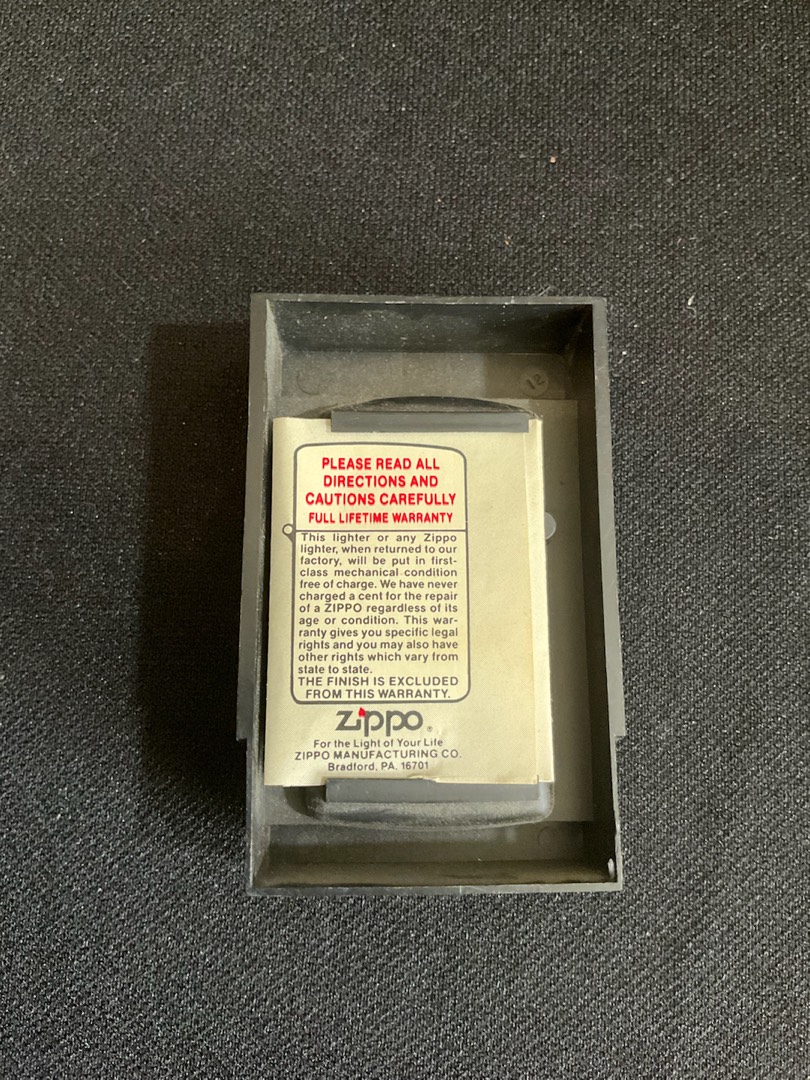 12
PLEASE READ ALL
DIRECTIONS AND
CAUTIONS CAREFULLY
FULL LIFETIME WARRANTY
This lighter or any Zippo
lighter, when returned to our
factory, will be put in first-
class mechanical condition
free of charge. We have never
charged a cent for the repair
of a ZIPPO regardless of its
age or condition. This war-
ranty gives you specific legal
rights and you may also have
other rights which vary from
state to state.
THE FINISH IS EXCLUDED
FROM THIS WARRANTY.
Zippo®
For the Light of Your Life
ZIPPO MANUFACTURING CO.
Bradford, PA. 16701